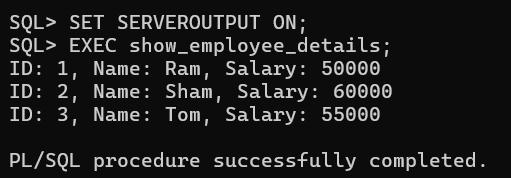 SQL> SET SERVEROUTPUT ON;
SQL> EXEC show_employee_details;
ID: 1, Name: Ram, Salary: 50000
ID: 2, Name: Sham, Salary: 60000
ID: 3, Name: Tom, Salary: 55000
PL/SQL procedure successfully completed.